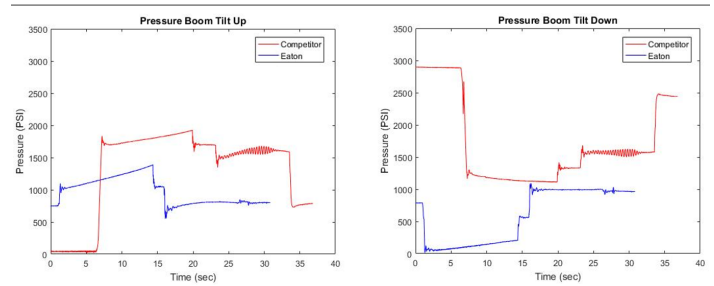 Pressure Boom Tilt Up
3500
3000
2500
2000
1500
1000
500
0
Pressure (PSI)
Competitor
Eaton
0 5 10 15 20 25 30 35 40
Time (sec)
Pressure Boom Tilt Down
3500
3000
2500
2000
1500
1000
500
0
Pressure (PSI)
Competitor
Eaton
0 5 10 15 20 25 30 35 40
Time (sec)